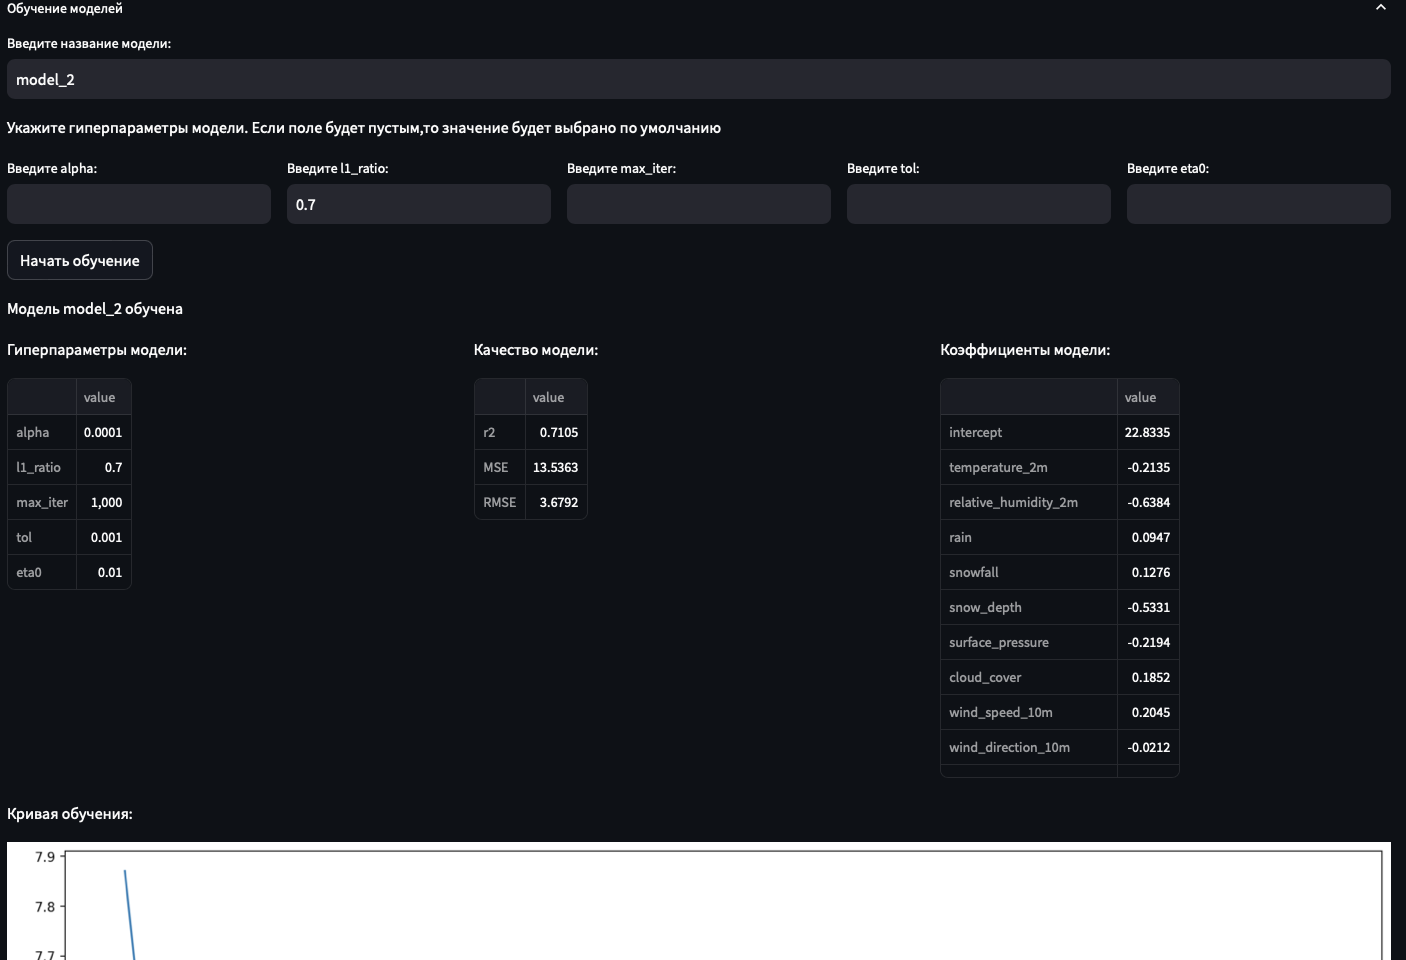 Обучение моделей
Введите название модели:
model_2
Укажите гиперпараметры модели. Если поле будет пустым,то значение будет выбрано по умолчанию
Введите alpha: Введите l1_ratio: Введите max_iter: Введите tol: Введите eta0:
0.7
Начать обучение
Модель model_2 обучена
Гиперпараметры модели:
value
alpha 0.0001
l1_ratio 0.7
max_iter 1,000
tol 0.001
eta0 0.01
Качество модели:
value
r2 0.7105
MSE 13.5363
RMSE 3.6792
Коэффициенты модели:
value
intercept 22.8335
temperature_2m -0.2135
relative_humidity_2m -0.6384
rain 0.0947
snowfall 0.1276
snow_depth -0.5331
surface_pressure -0.2194
cloud_cover 0.1852
wind_speed_10m 0.2045
wind_direction_10m -0.0212
Кривая обучения:
7.9
7.8
7.7